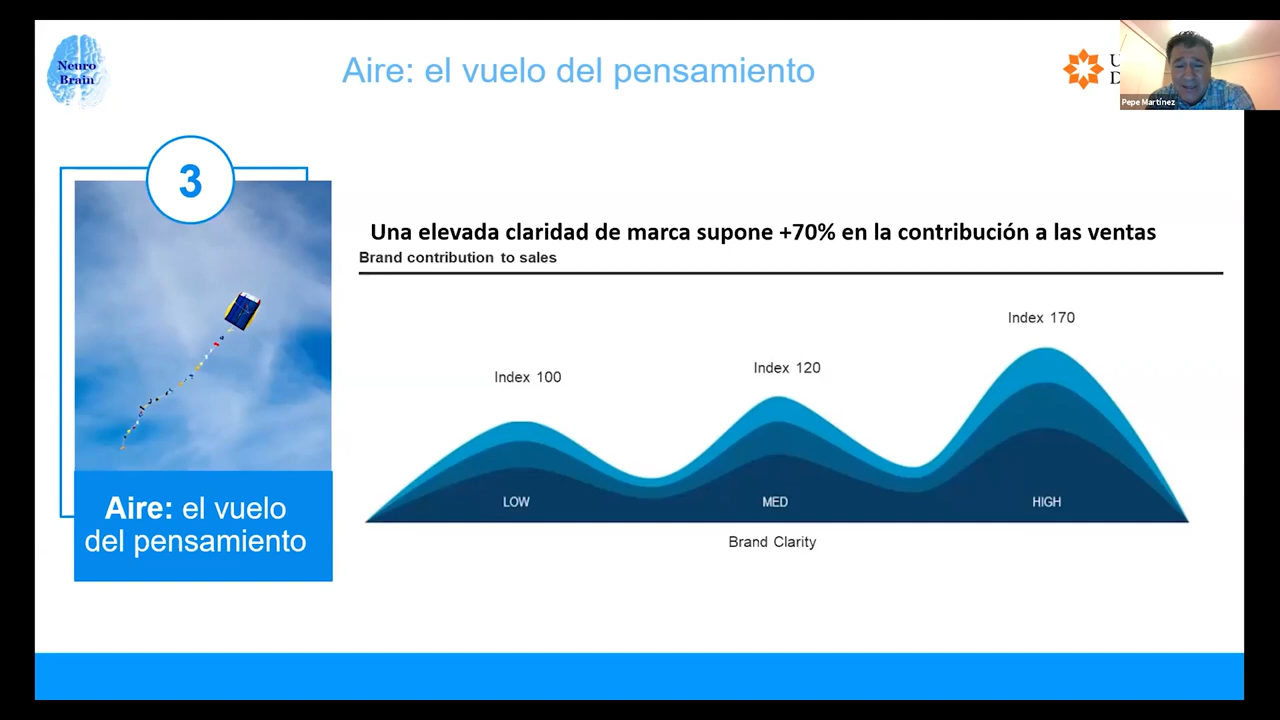 Neuro
Brain
Aire: el vuelo del pensamiento
Pepe Martínez
3
Una elevada claridad de marca supone +70% en la contribución a las ventas
Brand contribution to sales
Index 170
Index 120
Index 100
LOW
MED
HIGH
Brand Clarity
Aire: el vuelo
del pensamiento